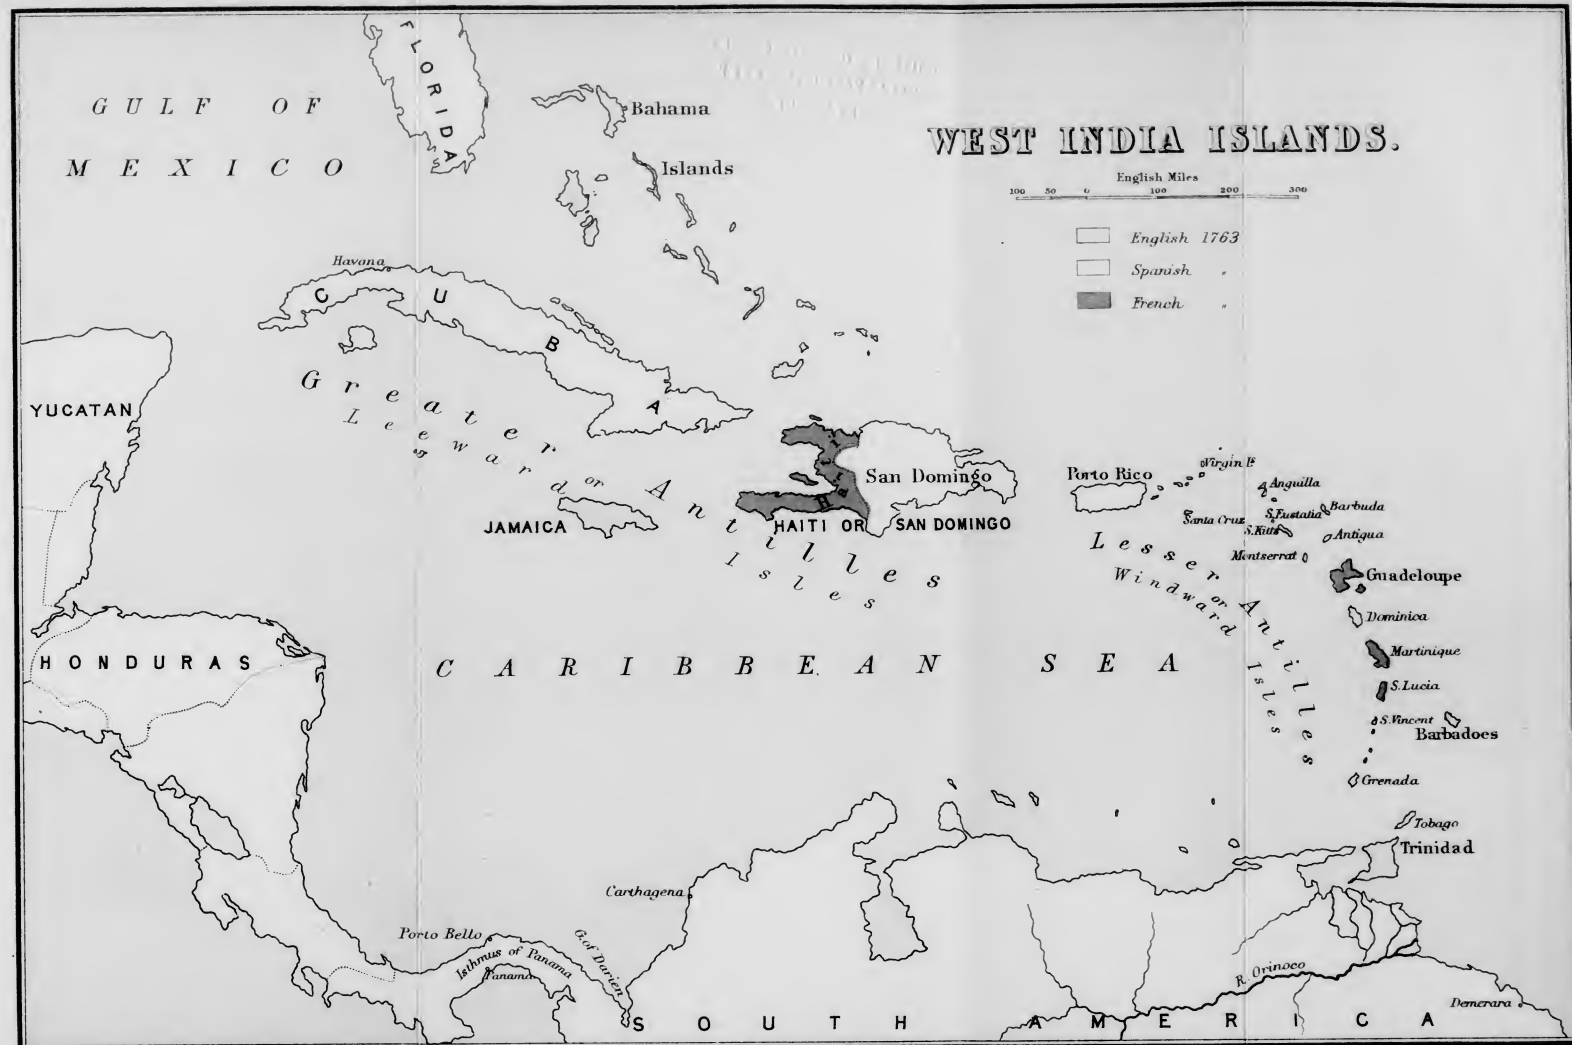 WEST INDIA ISLANDS.
English Miles
100 50 0 100 200 300
English 1763
Spanish "
French "
GULF OF
MEXICO
FLORIDA
Bahama
Islands
Havana
CUBA
YUCATAN
Greater or Antilles
Leeward Isles
JAMAICA
Haiti
San Domingo
HAITI OR SAN DOMINGO
Porto Rico
Virgin Is
Anguilla
Santa Cruz
S. Eustatia
Barbuda
S. Kitts
Antigua
Montserrat
Lesser or Antilles
Windward Isles
Guadeloupe
Dominica
Martinique
S. Lucia
S. Vincent
Barbadoes
Grenada
Tobago
Trinidad
HONDURAS
CARIBBEAN SEA
Carthagena
Porto Bello
Isthmus of Panama
Panama
G. of Darien
R. Orinoco
Demerara
SOUTH AMERICA